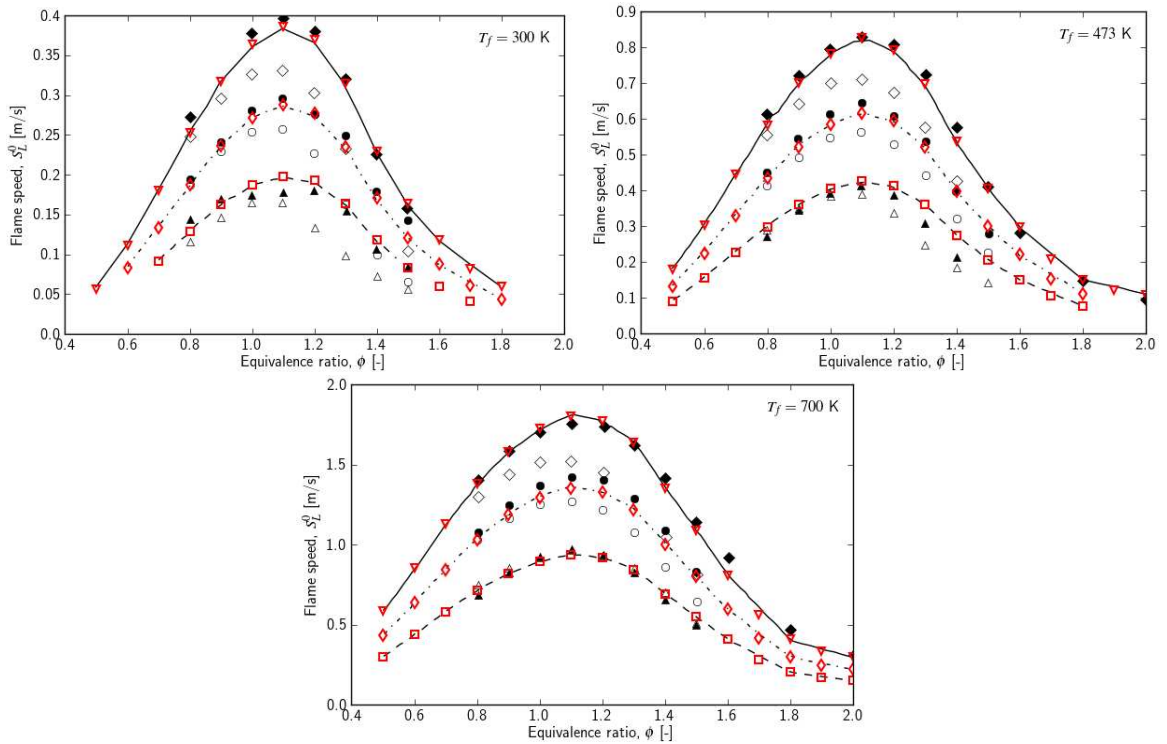 0.4
0.35
0.3
0.25
0.2
0.15
0.1
0.05
0.0
0.4 0.6 0.8 1.0 1.2 1.4 1.6 1.8 2.0
Flame speed, S_L^0 [m/s]
Equivalence ratio, ϕ [-]
T_f = 300 K
0.9
0.8
0.7
0.6
0.5
0.4
0.3
0.2
0.1
0.0
0.4 0.6 0.8 1.0 1.2 1.4 1.6 1.8 2.0
Flame speed, S_L^0 [m/s]
Equivalence ratio, ϕ [-]
T_f = 473 K
2.0
1.5
1.0
0.5
0.0
0.4 0.6 0.8 1.0 1.2 1.4 1.6 1.8 2.0
Flame speed, S_L^0 [m/s]
Equivalence ratio, ϕ [-]
T_f = 700 K